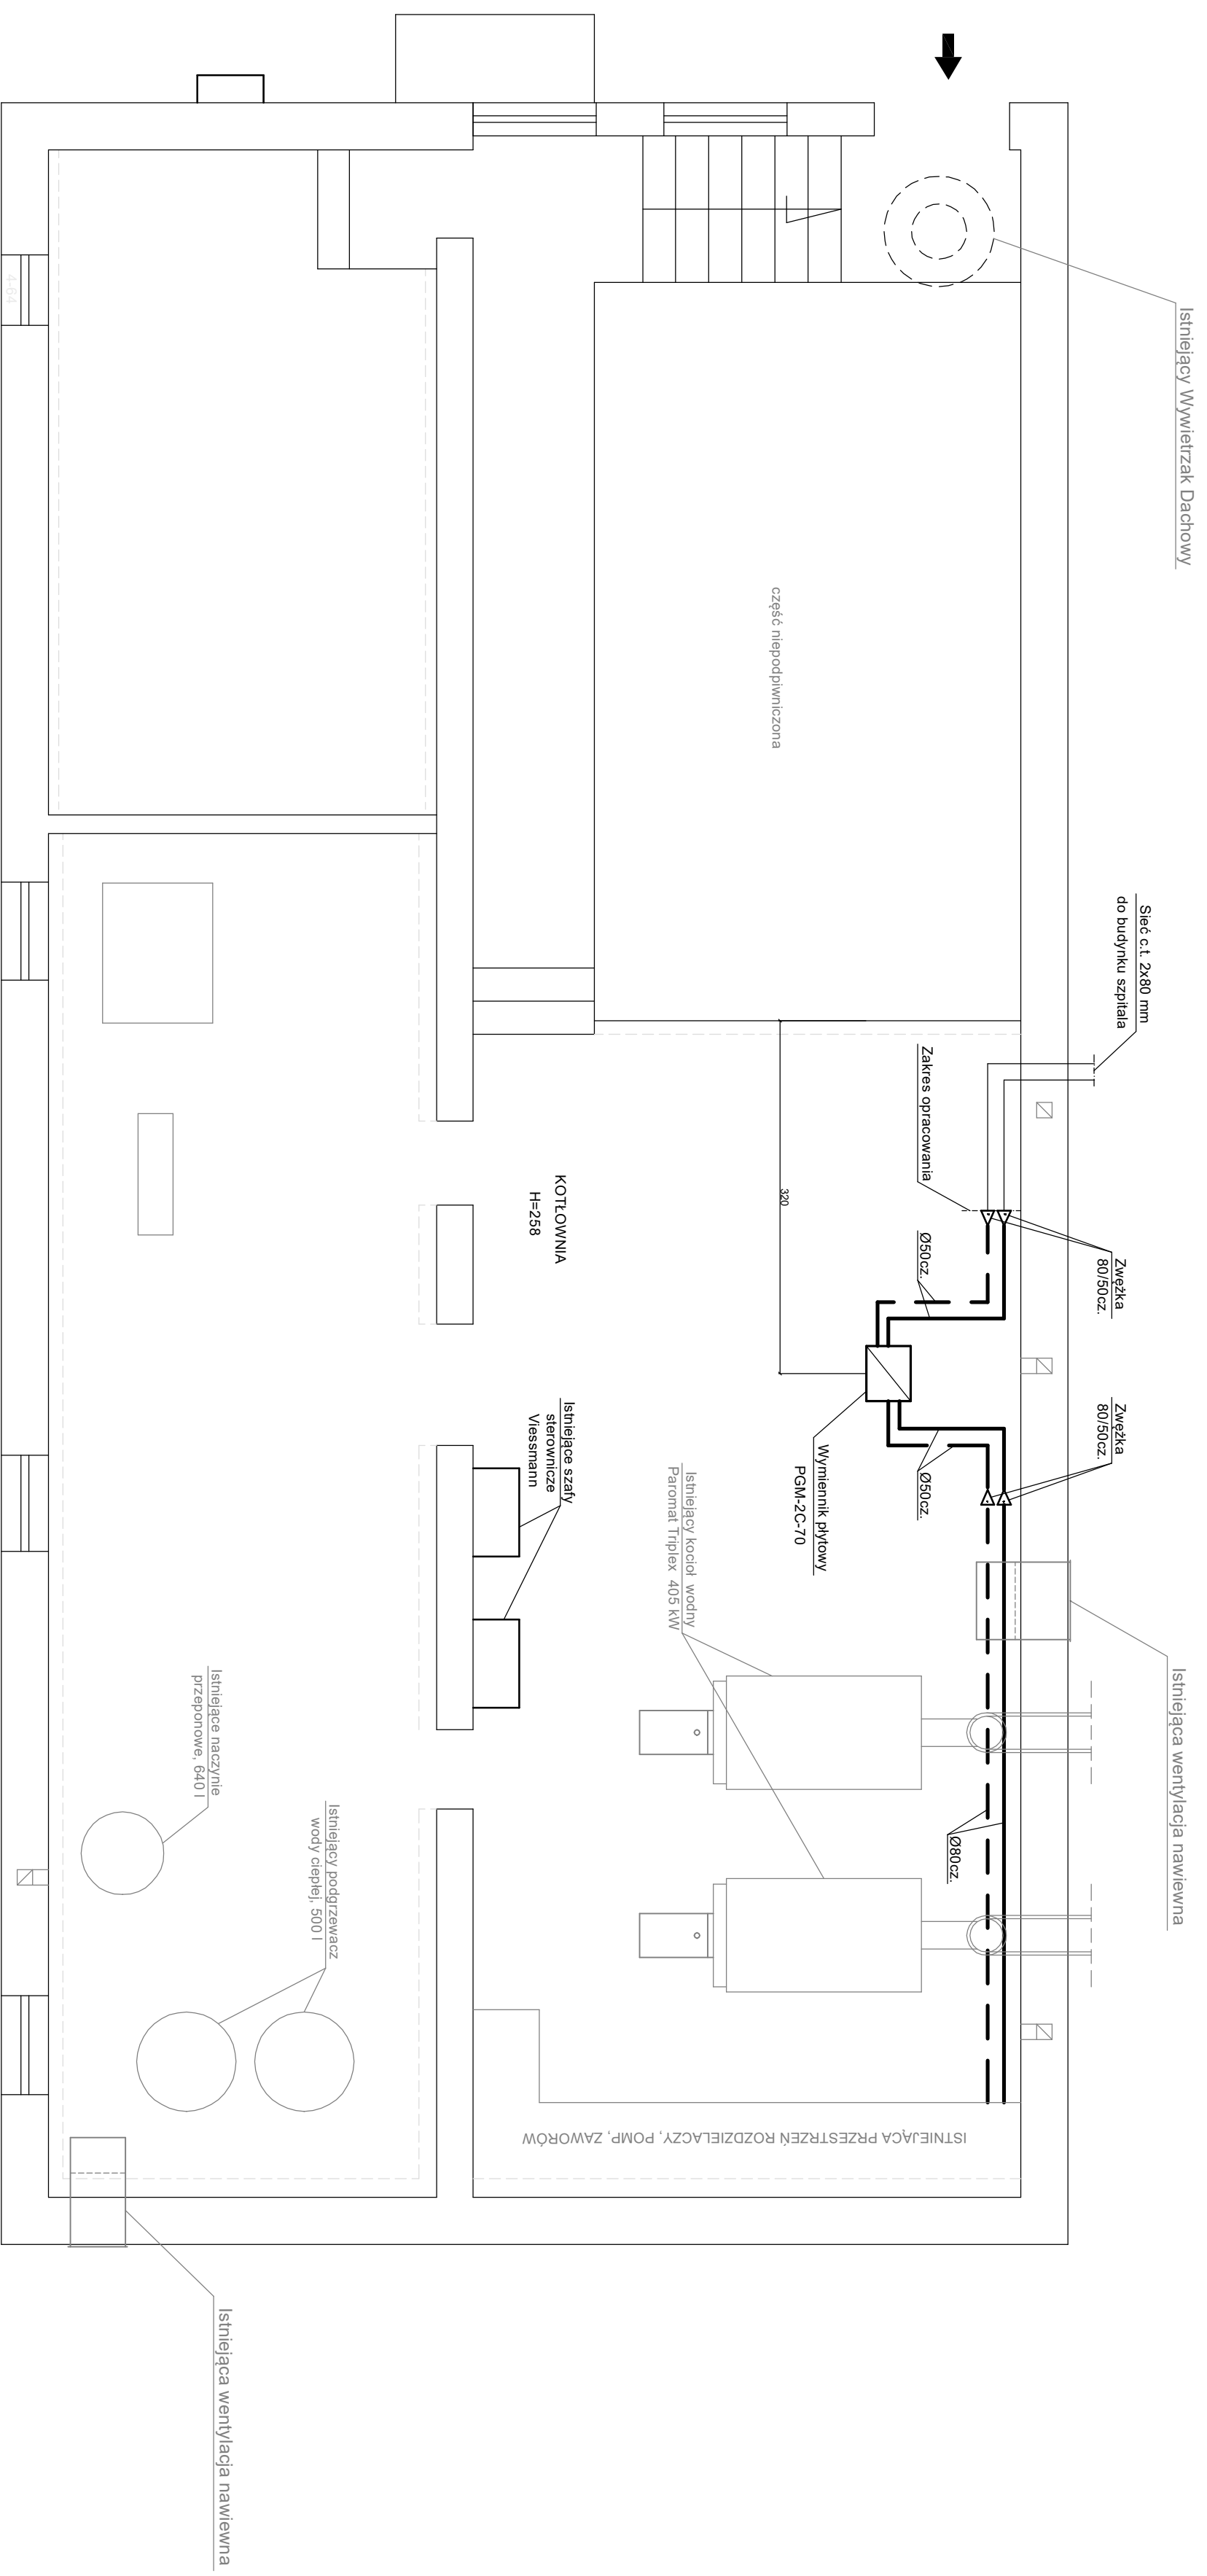 Istniejący Wywietrzak Dachowy
część niepodpiwniczona
Sieć c.t. 2x80 mm
do budynku szpitala
Zakres opracowania
Zwężka
80/50cz.
Ø50cz.
320
KOTŁOWNIA
H=258
Zwężka
80/50cz.
Ø50cz.
Wymiennik płytowy
PGM-2C-70
Istniejące szafy
sterownicze
Viessmann
Istniejący kocioł wodny
Paromat Triplex 405 kW
Istniejąca wentylacja nawiewna
Ø80cz.
Istniejące naczynie
przeponowe, 640 l
Istniejący podgrzewacz
wody ciepłej, 500 l
ISTNIEJĄCA PRZESTRZEŃ ROZDZIELACZY, POMP, ZAWORÓW
Istniejąca wentylacja nawiewna
4-64